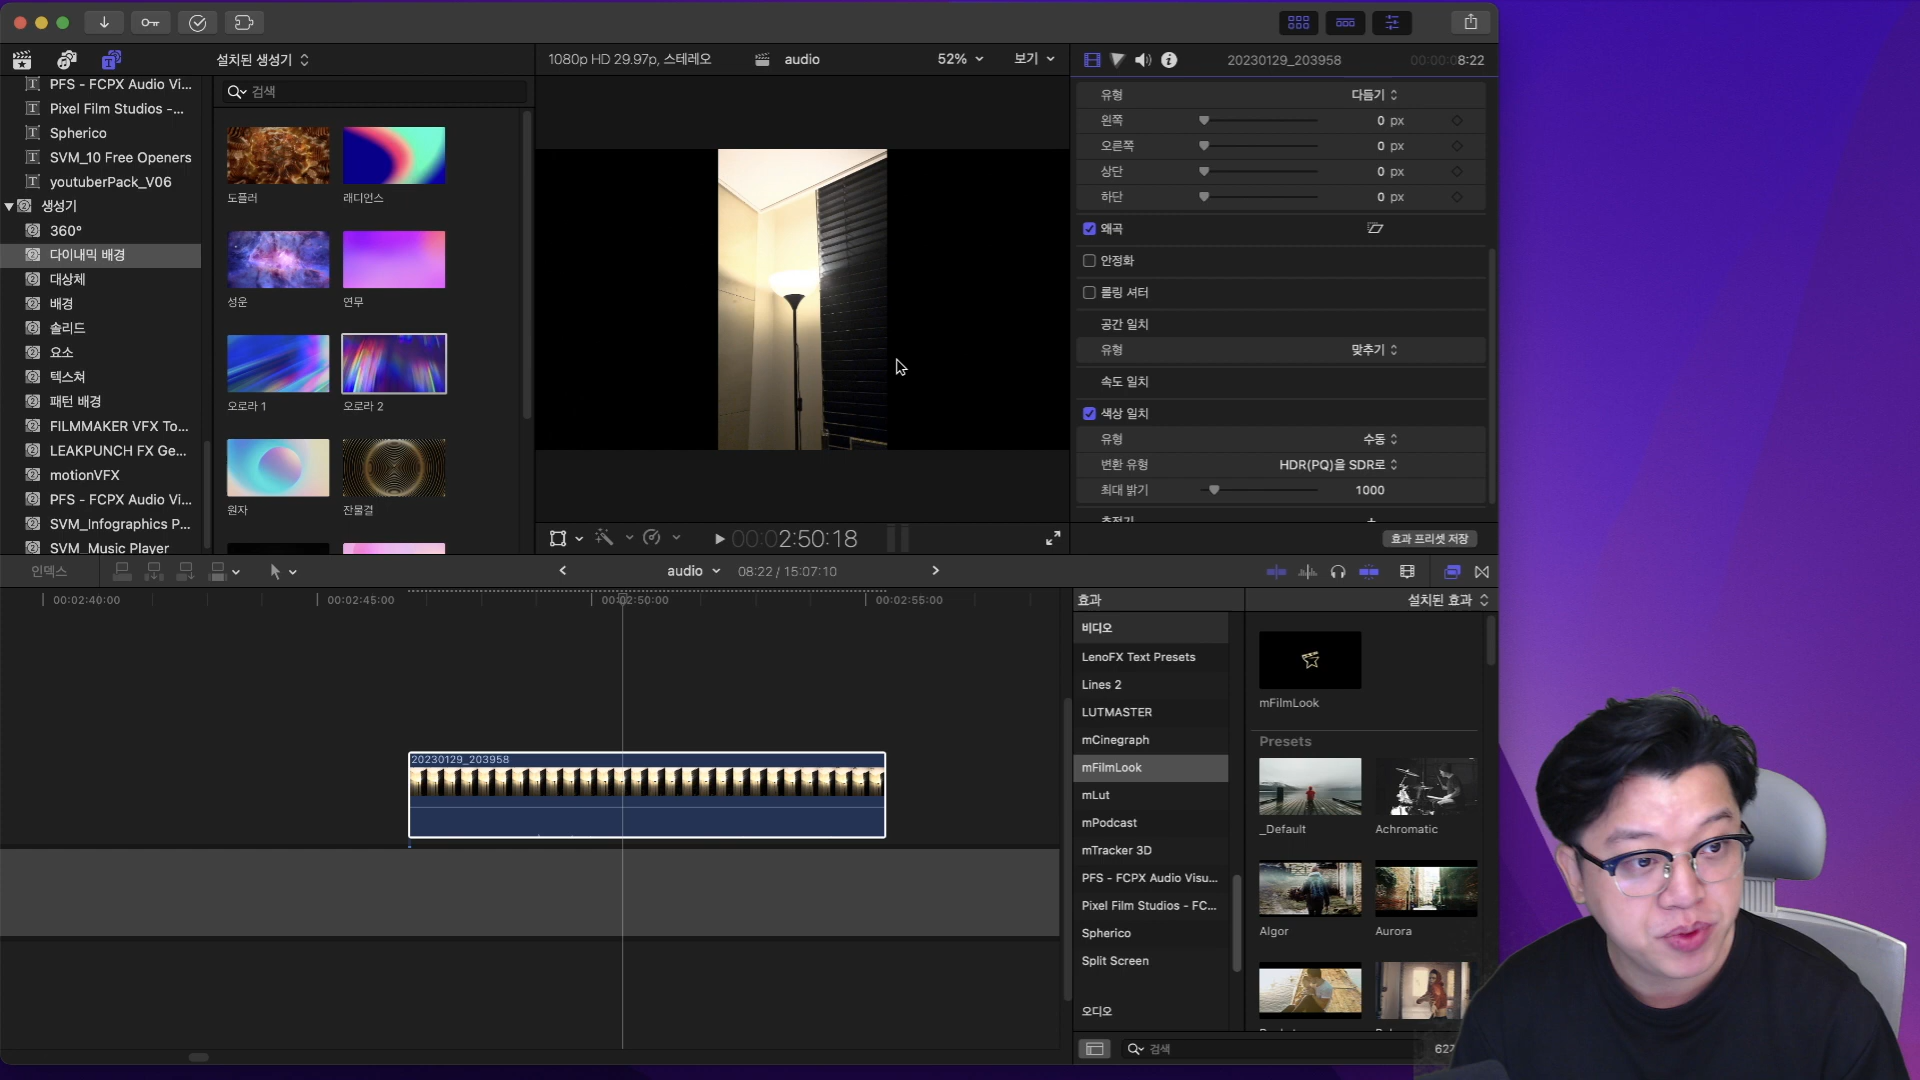 설치된 생성기
1080p HD 29.97p, 스테레오
audio
52%
보기
20230129_203958
00:00:08:22
PFS - FCPX Audio Vi...
Pixel Film Studios -...
Spherico
SVM_10 Free Openers
youtuberPack_V06
생성기
360°
다이내믹 배경
대상체
배경
솔리드
요소
텍스쳐
패턴 배경
FILMMAKER VFX To...
LEAKPUNCH FX Ge...
motionVFX
PFS - FCPX Audio Vi...
SVM_Infographics P...
SVM_Music Player
검색
도플러
래디언스
성운
연무
오로라 1
오로라 2
원자
잔물결
00:02:50:18
유형
다듬기
왼쪽
0 px
오른쪽
0 px
상단
0 px
하단
0 px
왜곡
안정화
롤링 셔터
공간 일치
유형
맞추기
속도 일치
색상 일치
유형
수동
변환 유형
HDR(PQ)을 SDR로
최대 밝기
1000
추적기
효과 프리셋 저장
인덱스
audio
08:22 / 15:07:10
00:02:40:00
00:02:45:00
00:02:50:00
00:02:55:00
20230129_203958
효과
설치된 효과
비디오
LenoFX Text Presets
Lines 2
LUTMASTER
mCinegraph
mFilmLook
mLut
mPodcast
mTracker 3D
PFS - FCPX Audio Visu...
Pixel Film Studios - FC...
Spherico
Split Screen
오디오
mFilmLook
Presets
_Default
Achromatic
Algor
Aurora
검색